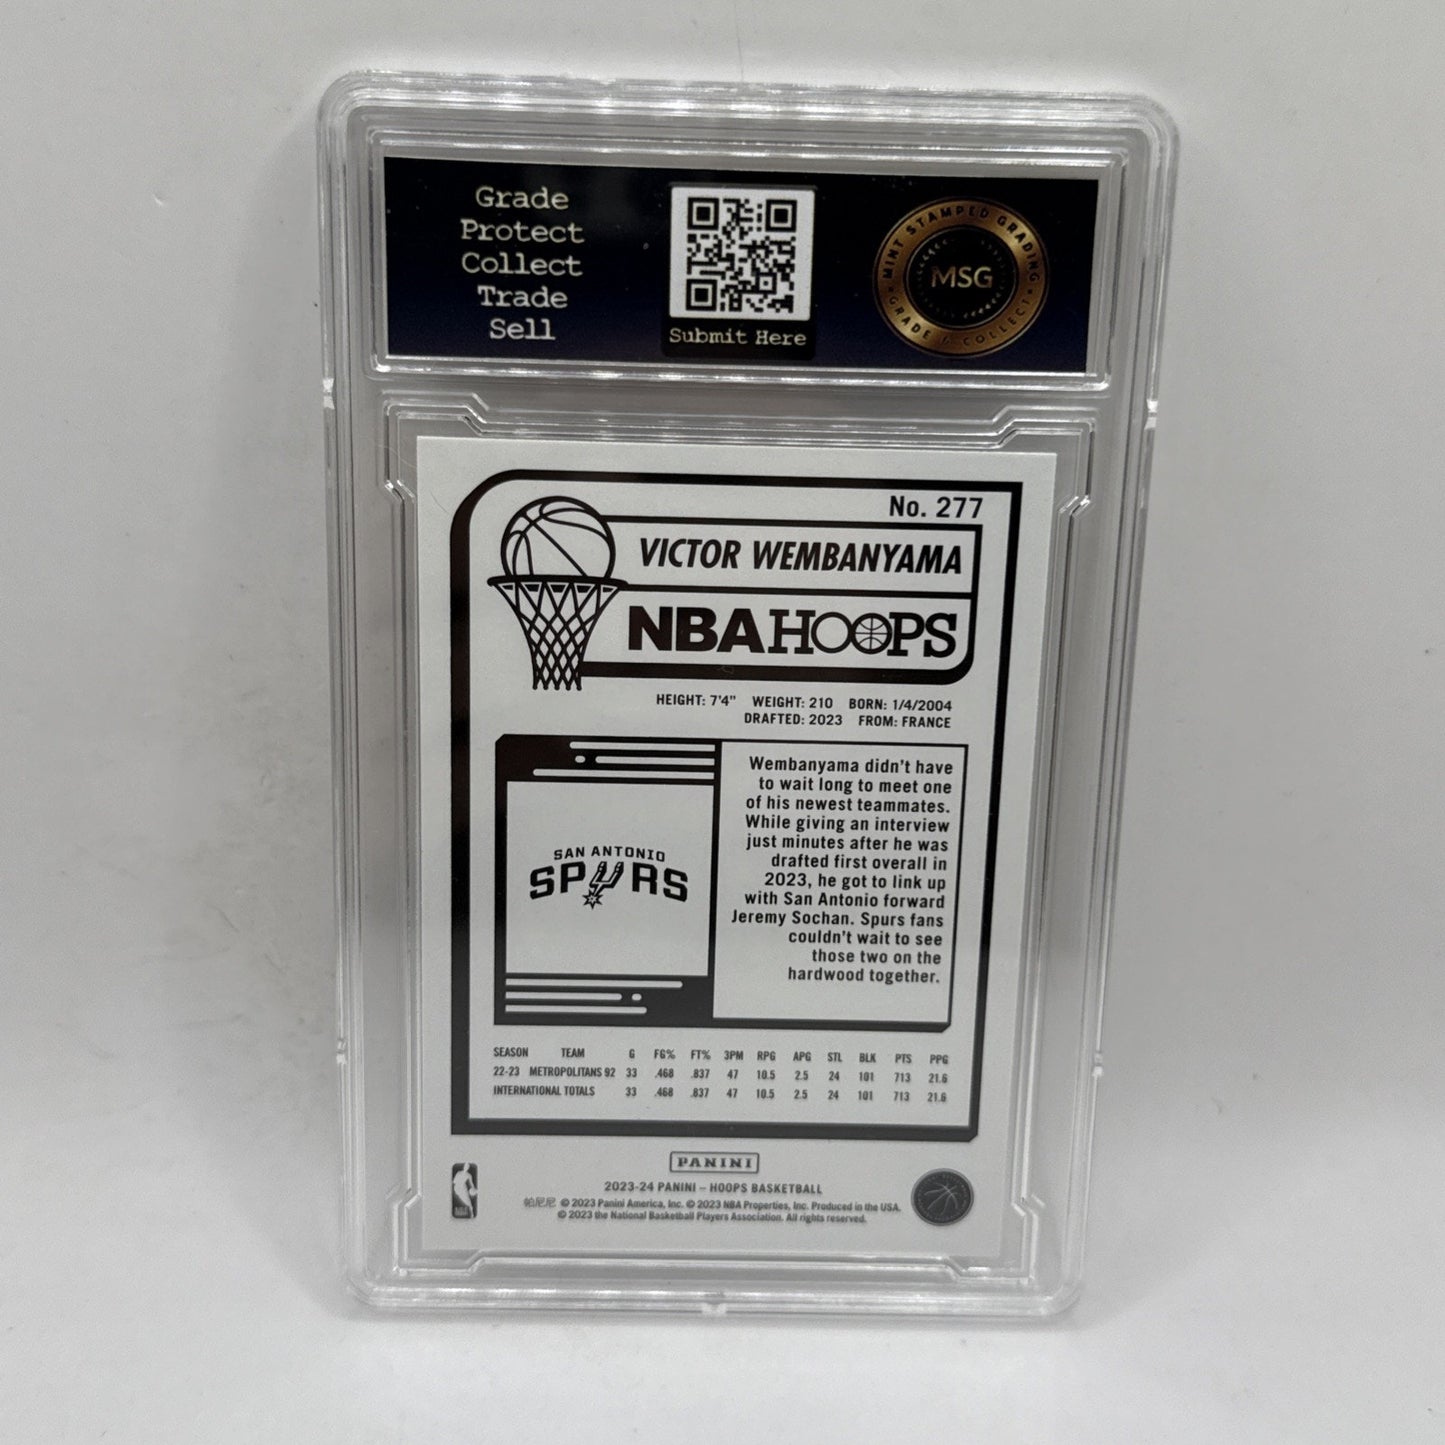 Grade
Protect
Collect
Trade
Sell
Submit Here
MINT STAMPED GRADING
MSG
GRADE & COLLECT
No. 277
VICTOR WEMBANYAMA
NBA HOOPS
HEIGHT: 7'4" WEIGHT: 210 BORN: 1/4/2004
DRAFTED: 2023 FROM: FRANCE
SAN ANTONIO
SPURS
Wembanyama didn't have
to wait long to meet one
of his newest teammates.
While giving an interview
just minutes after he was
drafted first overall in
2023, he got to link up
with San Antonio forward
Jeremy Sochan. Spurs fans
couldn't wait to see
those two on the
hardwood together.
SEASON TEAM G FG% FT% 3PM RPG APG STL BLK PTS PPG
22-23 METROPOLITANS 92 33 .468 .837 47 10.5 2.5 24 101 713 21.6
INTERNATIONAL TOTALS 33 .468 .837 47 10.5 2.5 24 101 713 21.6
PANINI
2023-24 PANINI – HOOPS BASKETBALL
帕尼尼 © 2023 Panini America, Inc. © 2023 NBA Properties, Inc. Produced in the USA.
© 2023 the National Basketball Players Association. All rights reserved.